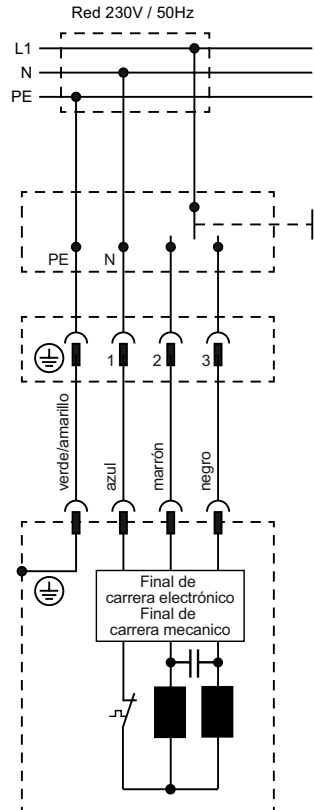 Red 230V / 50Hz
L1
N
PE
PE
N
1
2
3
verde/amarillo
azul
marrón
negro
Final de
carrera electrónico
Final de
carrera mecanico